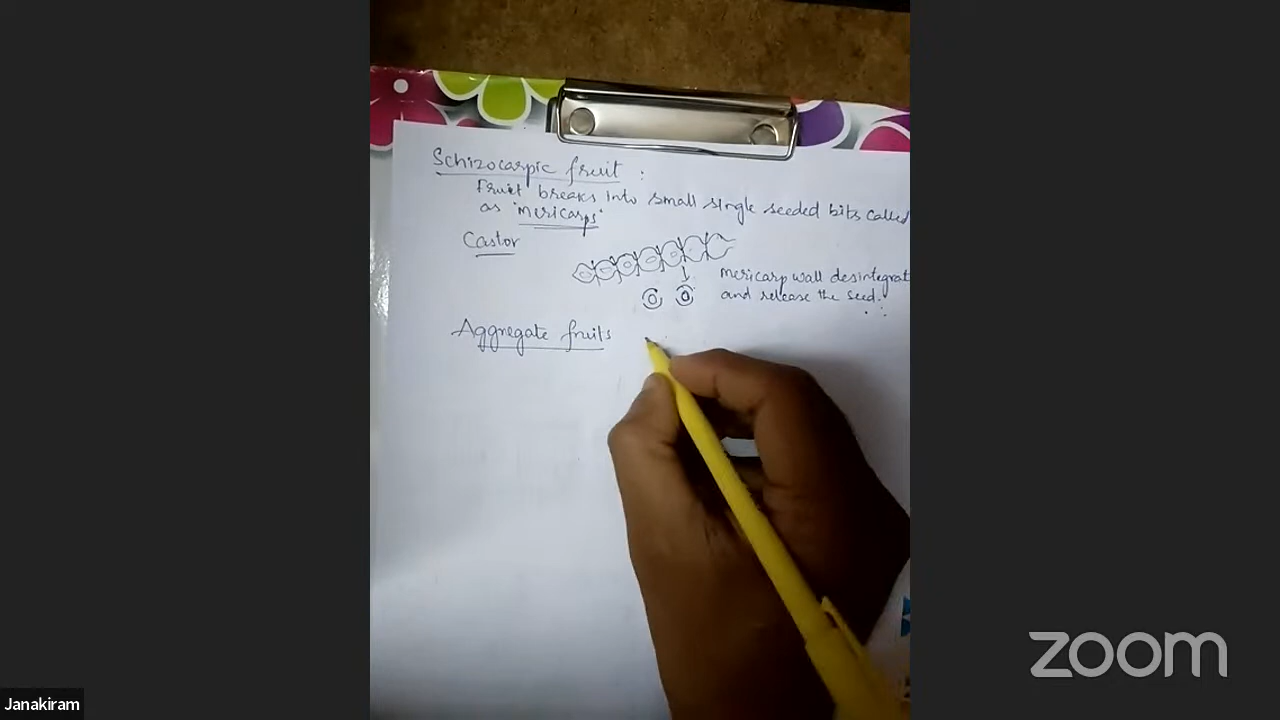 Schizocarpic fruit :
Fruit breaks into small single seeded bits called
as 'mericarps'
Castor
mericarp wall desintegrat
and release the seed.
Aggregate fruits
zoom
Janakiram